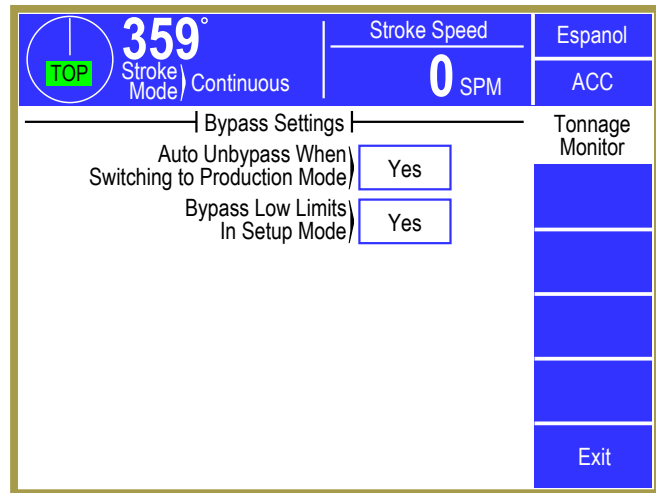 359°
TOP
Stroke
Mode
Continuous
Stroke Speed
0 SPM
Espanol
ACC
Tonnage
Monitor
Bypass Settings
Auto Unbypass When
Switching to Production Mode
Yes
Bypass Low Limits
In Setup Mode
Yes
Exit